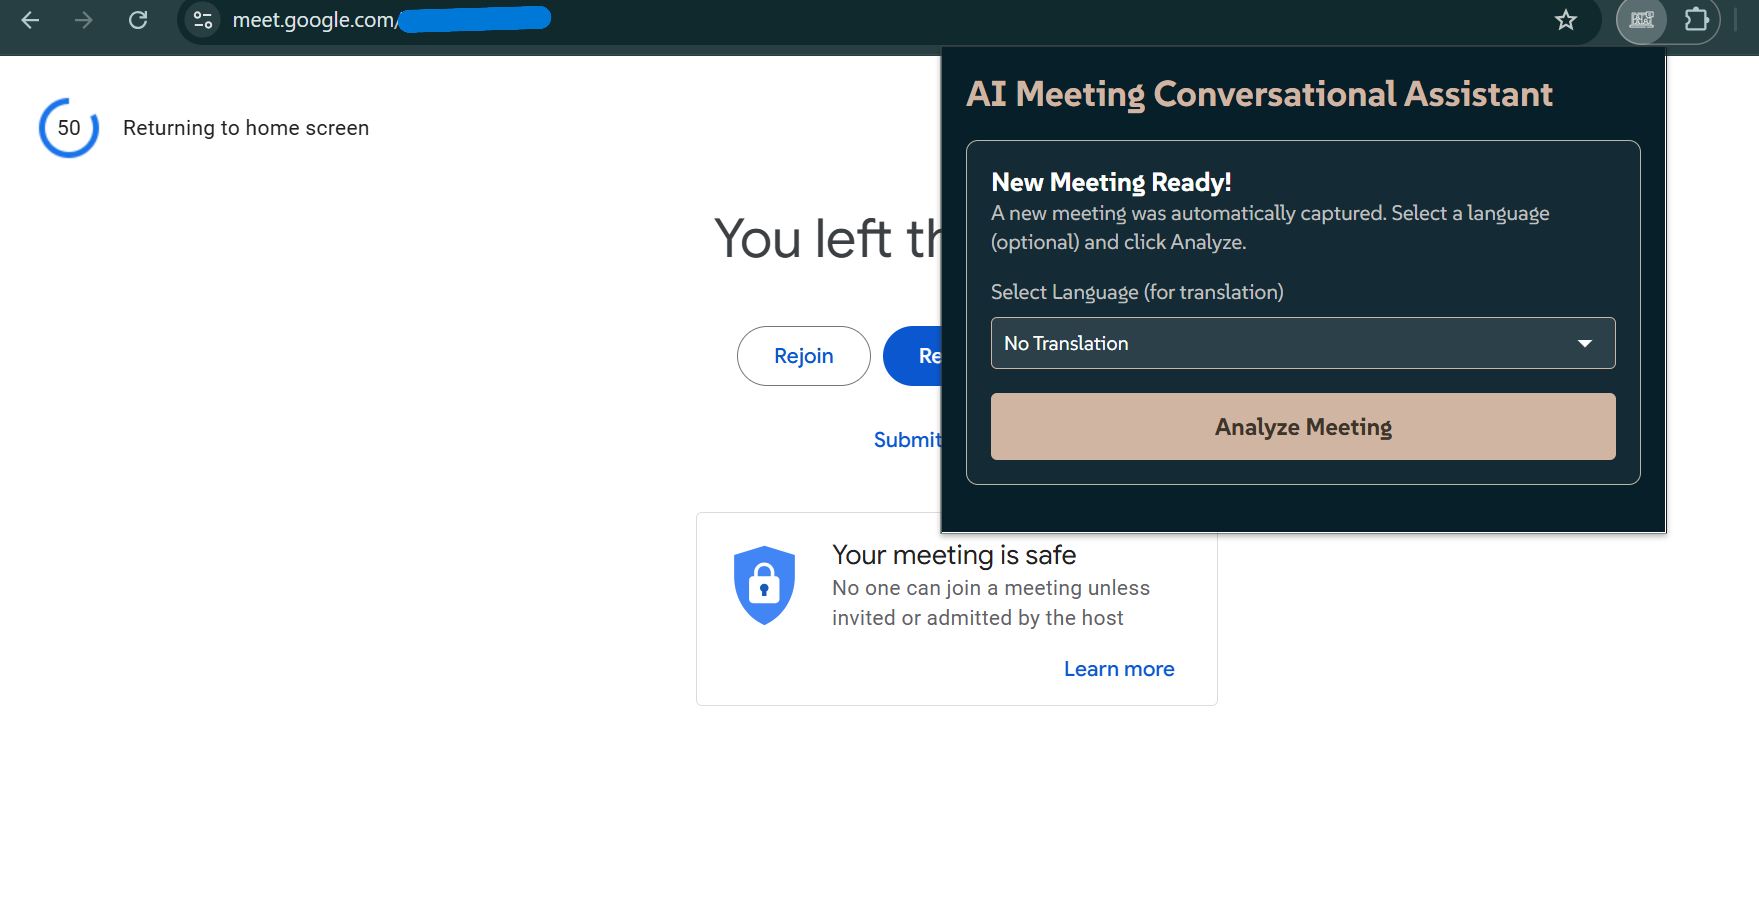 meet.google.com/
50
Returning to home screen
You left th
Rejoin
Re
Submit
Your meeting is safe
No one can join a meeting unless
invited or admitted by the host
Learn more
AI Meeting Conversational Assistant
New Meeting Ready!
A new meeting was automatically captured. Select a language
(optional) and click Analyze.
Select Language (for translation)
No Translation
Analyze Meeting